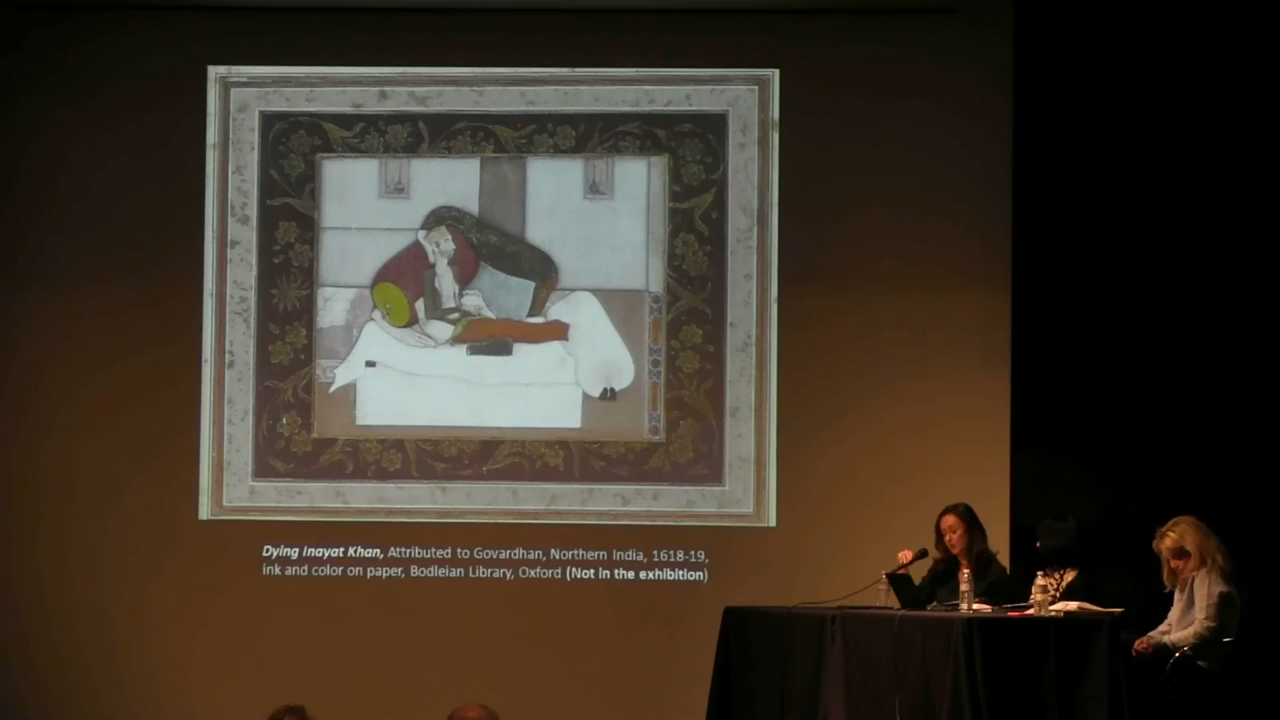 Dying Inayat Khan, Attributed to Govardhan, Northern India, 1618-19,
ink and color on paper, Bodleian Library, Oxford (Not in the exhibition)